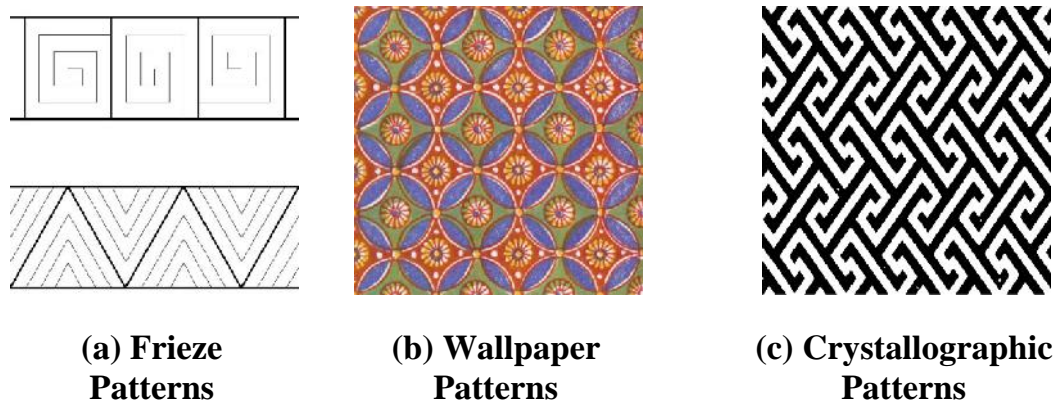 (a) Frieze
Patterns
(b) Wallpaper
Patterns
(c) Crystallographic
Patterns